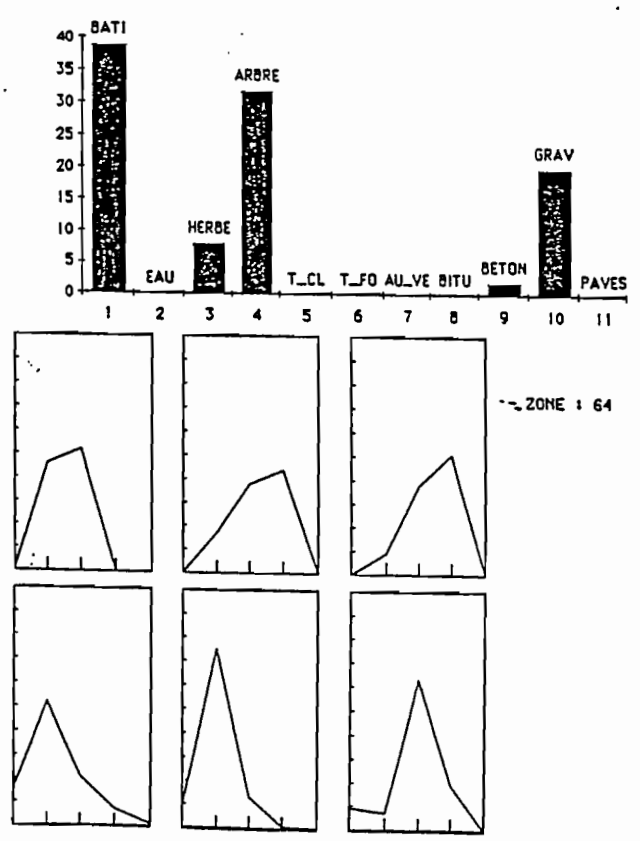 40
BATI
35
30
25
20
15
10
5
0
ARBRE
GRAV
HERBE
EAU
T_CL
T_FO
AU_VE
BITU
BETON
PAVES
1 2 3 4 5 6 7 8 9 10 11
ZONE : 64